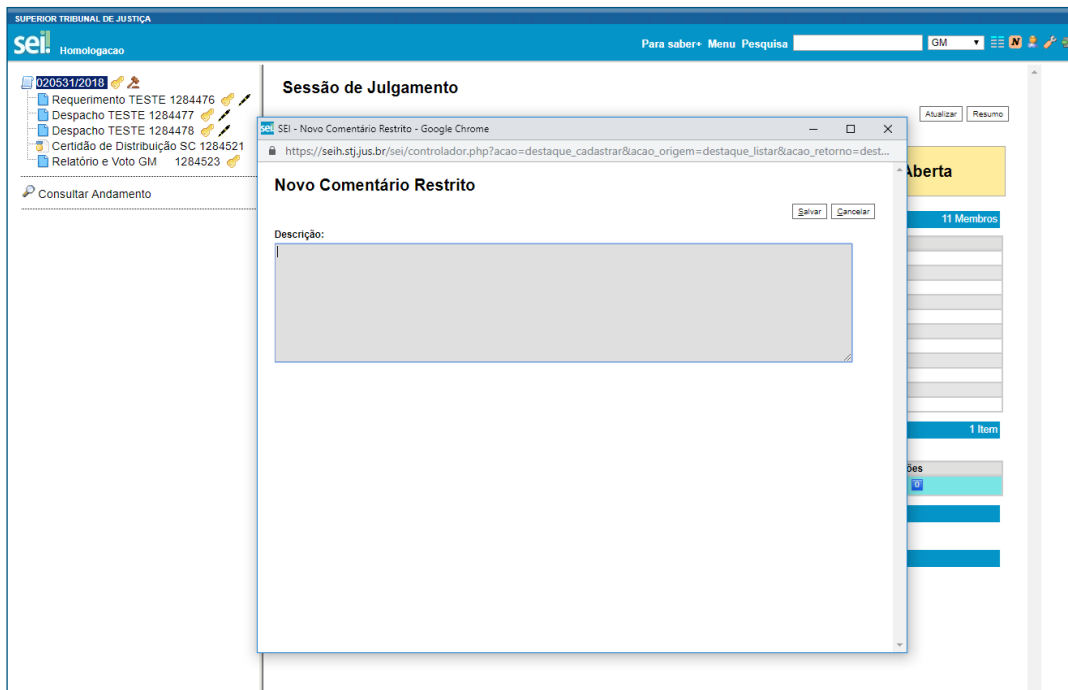 SUPERIOR TRIBUNAL DE JUSTIÇA
sei! Homologacao
Para saber+ Menu Pesquisa GM
020531/2018
Requerimento TESTE 1284476
Despacho TESTE 1284477
Despacho TESTE 1284478
Certidão de Distribuição SC 1284521
Relatório e Voto GM 1284523
Consultar Andamento
Sessão de Julgamento
Atualizar Resumo
SEI - Novo Comentário Restrito - Google Chrome
https://seih.stj.jus.br/sei/controlador.php?acao=destaque_cadastrar&acao_origem=destaque_listar&acao_retorno=dest...
Novo Comentário Restrito
Salvar Cancelar
Descrição:
Aberta
11 Membros
1 Item
ões
0